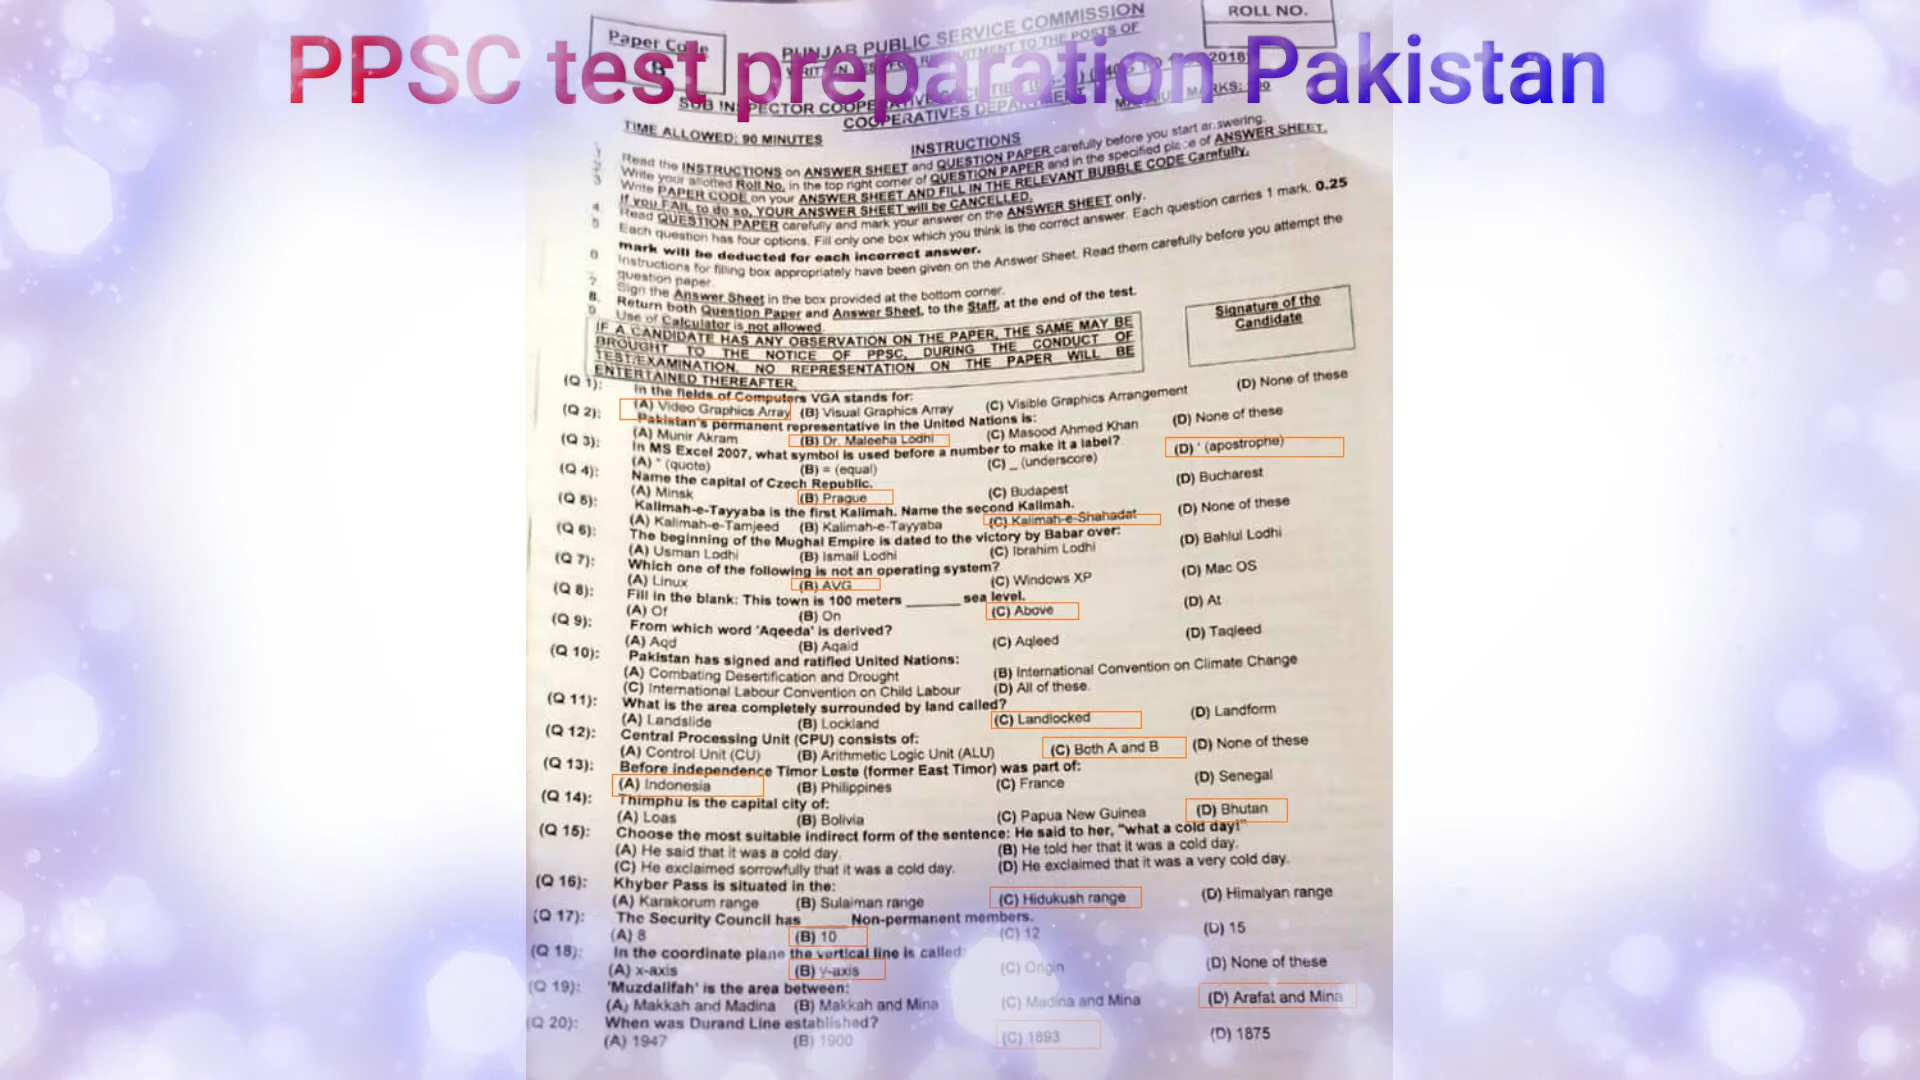 PPSC test preparation Pakistan
Paper Code
B
PUNJAB PUBLIC SERVICE COMMISSION
ROLL NO.
SUB INSPECTOR COOPERATIVE
COOPERATIVES DEPARTMENT
TIME ALLOWED: 90 MINUTES
INSTRUCTIONS
1 Read the INSTRUCTIONS on ANSWER SHEET and QUESTION PAPER carefully before you start answering.
2 Write your allotted Roll No. in the top right corner of QUESTION PAPER and in the specified place of ANSWER SHEET.
3 Write PAPER CODE on your ANSWER SHEET AND FILL IN THE RELEVANT BUBBLE CODE Carefully.
If you FAIL to do so, YOUR ANSWER SHEET will be CANCELLED.
4 Read QUESTION PAPER carefully and mark your answer on the ANSWER SHEET only.
5 Each question has four options. Fill only one box which you think is the correct answer. Each question carries 1 mark. 0.25
mark will be deducted for each incorrect answer.
6 Instructions for filling box appropriately have been given on the Answer Sheet. Read them carefully before you attempt the
question paper.
7 Sign the Answer Sheet in the box provided at the bottom corner.
8. Return both Question Paper and Answer Sheet, to the Staff, at the end of the test.
9 Use of Calculator is not allowed
Signature of the
Candidate
IF A CANDIDATE HAS ANY OBSERVATION ON THE PAPER, THE SAME MAY BE
BROUGHT TO THE NOTICE OF PPSC, DURING THE CONDUCT OF
TEST/EXAMINATION. NO REPRESENTATION ON THE PAPER WILL BE
ENTERTAINED THEREAFTER.
(Q 1): In the fields of Computers VGA stands for:
(A) Video Graphics Array (B) Visual Graphics Array (C) Visible Graphics Arrangement (D) None of these
(Q 2): Pakistan's permanent representative in the United Nations is:
(A) Munir Akram (B) Dr. Maleeha Lodhi (C) Masood Ahmed Khan (D) None of these
(Q 3): In MS Excel 2007, what symbol is used before a number to make it a label?
(A) " (quote) (B) = (equal) (C) _ (underscore) (D) ' (apostrophe)
(Q 4): Name the capital of Czech Republic.
(A) Minsk (B) Prague (C) Budapest (D) Bucharest
(Q 5): Kalimah-e-Tayyaba is the first Kalimah. Name the second Kalimah.
(A) Kalimah-e-Tamjeed (B) Kalimah-e-Tayyaba (C) Kalimah-e-Shahadat (D) None of these
(Q 6): The beginning of the Mughal Empire is dated to the victory by Babar over:
(A) Usman Lodhi (B) Ismail Lodhi (C) Ibrahim Lodhi (D) Bahlul Lodhi
(Q 7): Which one of the following is not an operating system?
(A) Linux (B) AVG (C) Windows XP (D) Mac OS
(Q 8): Fill in the blank: This town is 100 meters ______ sea level.
(A) Of (B) On (C) Above (D) At
(Q 9): From which word 'Aqeeda' is derived?
(A) Aqd (B) Aqaid (C) Aqleed (D) Taqleed
(Q 10): Pakistan has signed and ratified United Nations:
(A) Combating Desertification and Drought (B) International Convention on Climate Change
(C) International Labour Convention on Child Labour (D) All of these.
(Q 11): What is the area completely surrounded by land called?
(A) Landslide (B) Lockland (C) Landlocked (D) Landform
(Q 12): Central Processing Unit (CPU) consists of:
(A) Control Unit (CU) (B) Arithmetic Logic Unit (ALU) (C) Both A and B (D) None of these
(Q 13): Before independence Timor Leste (former East Timor) was part of:
(A) Indonesia (B) Philippines (C) France (D) Senegal
(Q 14): Thimphu is the capital city of:
(A) Loas (B) Bolivia (C) Papua New Guinea (D) Bhutan
(Q 15): Choose the most suitable indirect form of the sentence: He said to her, "what a cold day!"
(A) He said that it was a cold day. (B) He told her that it was a cold day.
(C) He exclaimed sorrowfully that it was a cold day. (D) He exclaimed that it was a very cold day.
(Q 16): Khyber Pass is situated in the:
(A) Karakorum range (B) Sulaiman range (C) Hidukush range (D) Himalyan range
(Q 17): The Security Council has _____ Non-permanent members.
(A) 8 (B) 10 (C) 12 (D) 15
(Q 18): In the coordinate plane the vertical line is called:
(A) x-axis (B) y-axis (C) Origin (D) None of these
(Q 19): 'Muzdalifah' is the area between:
(A) Makkah and Madina (B) Makkah and Mina (C) Madina and Mina (D) Arafat and Mina
(Q 20): When was Durand Line established?
(A) 1947 (B) 1900 (C) 1893 (D) 1875